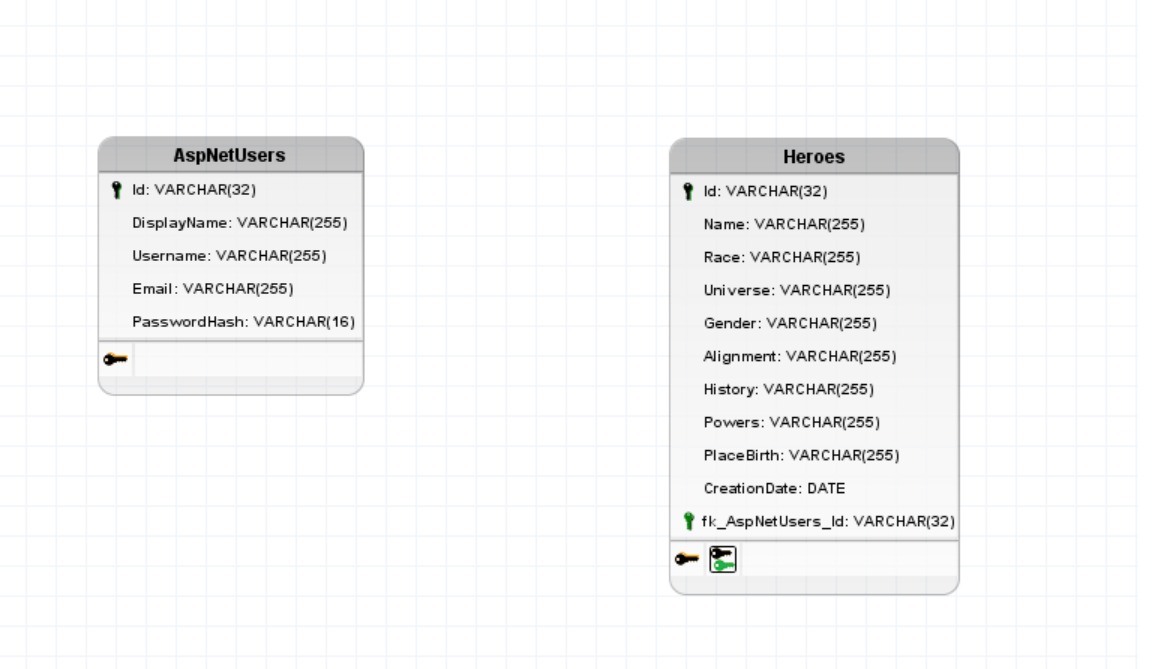 AspNetUsers
Id: VARCHAR(32)
DisplayName: VARCHAR(255)
Username: VARCHAR(255)
Email: VARCHAR(255)
PasswordHash: VARCHAR(16)
Heroes
Id: VARCHAR(32)
Name: VARCHAR(255)
Race: VARCHAR(255)
Universe: VARCHAR(255)
Gender: VARCHAR(255)
Alignment: VARCHAR(255)
History: VARCHAR(255)
Powers: VARCHAR(255)
PlaceBirth: VARCHAR(255)
CreationDate: DATE
fk_AspNetUsers_Id: VARCHAR(32)